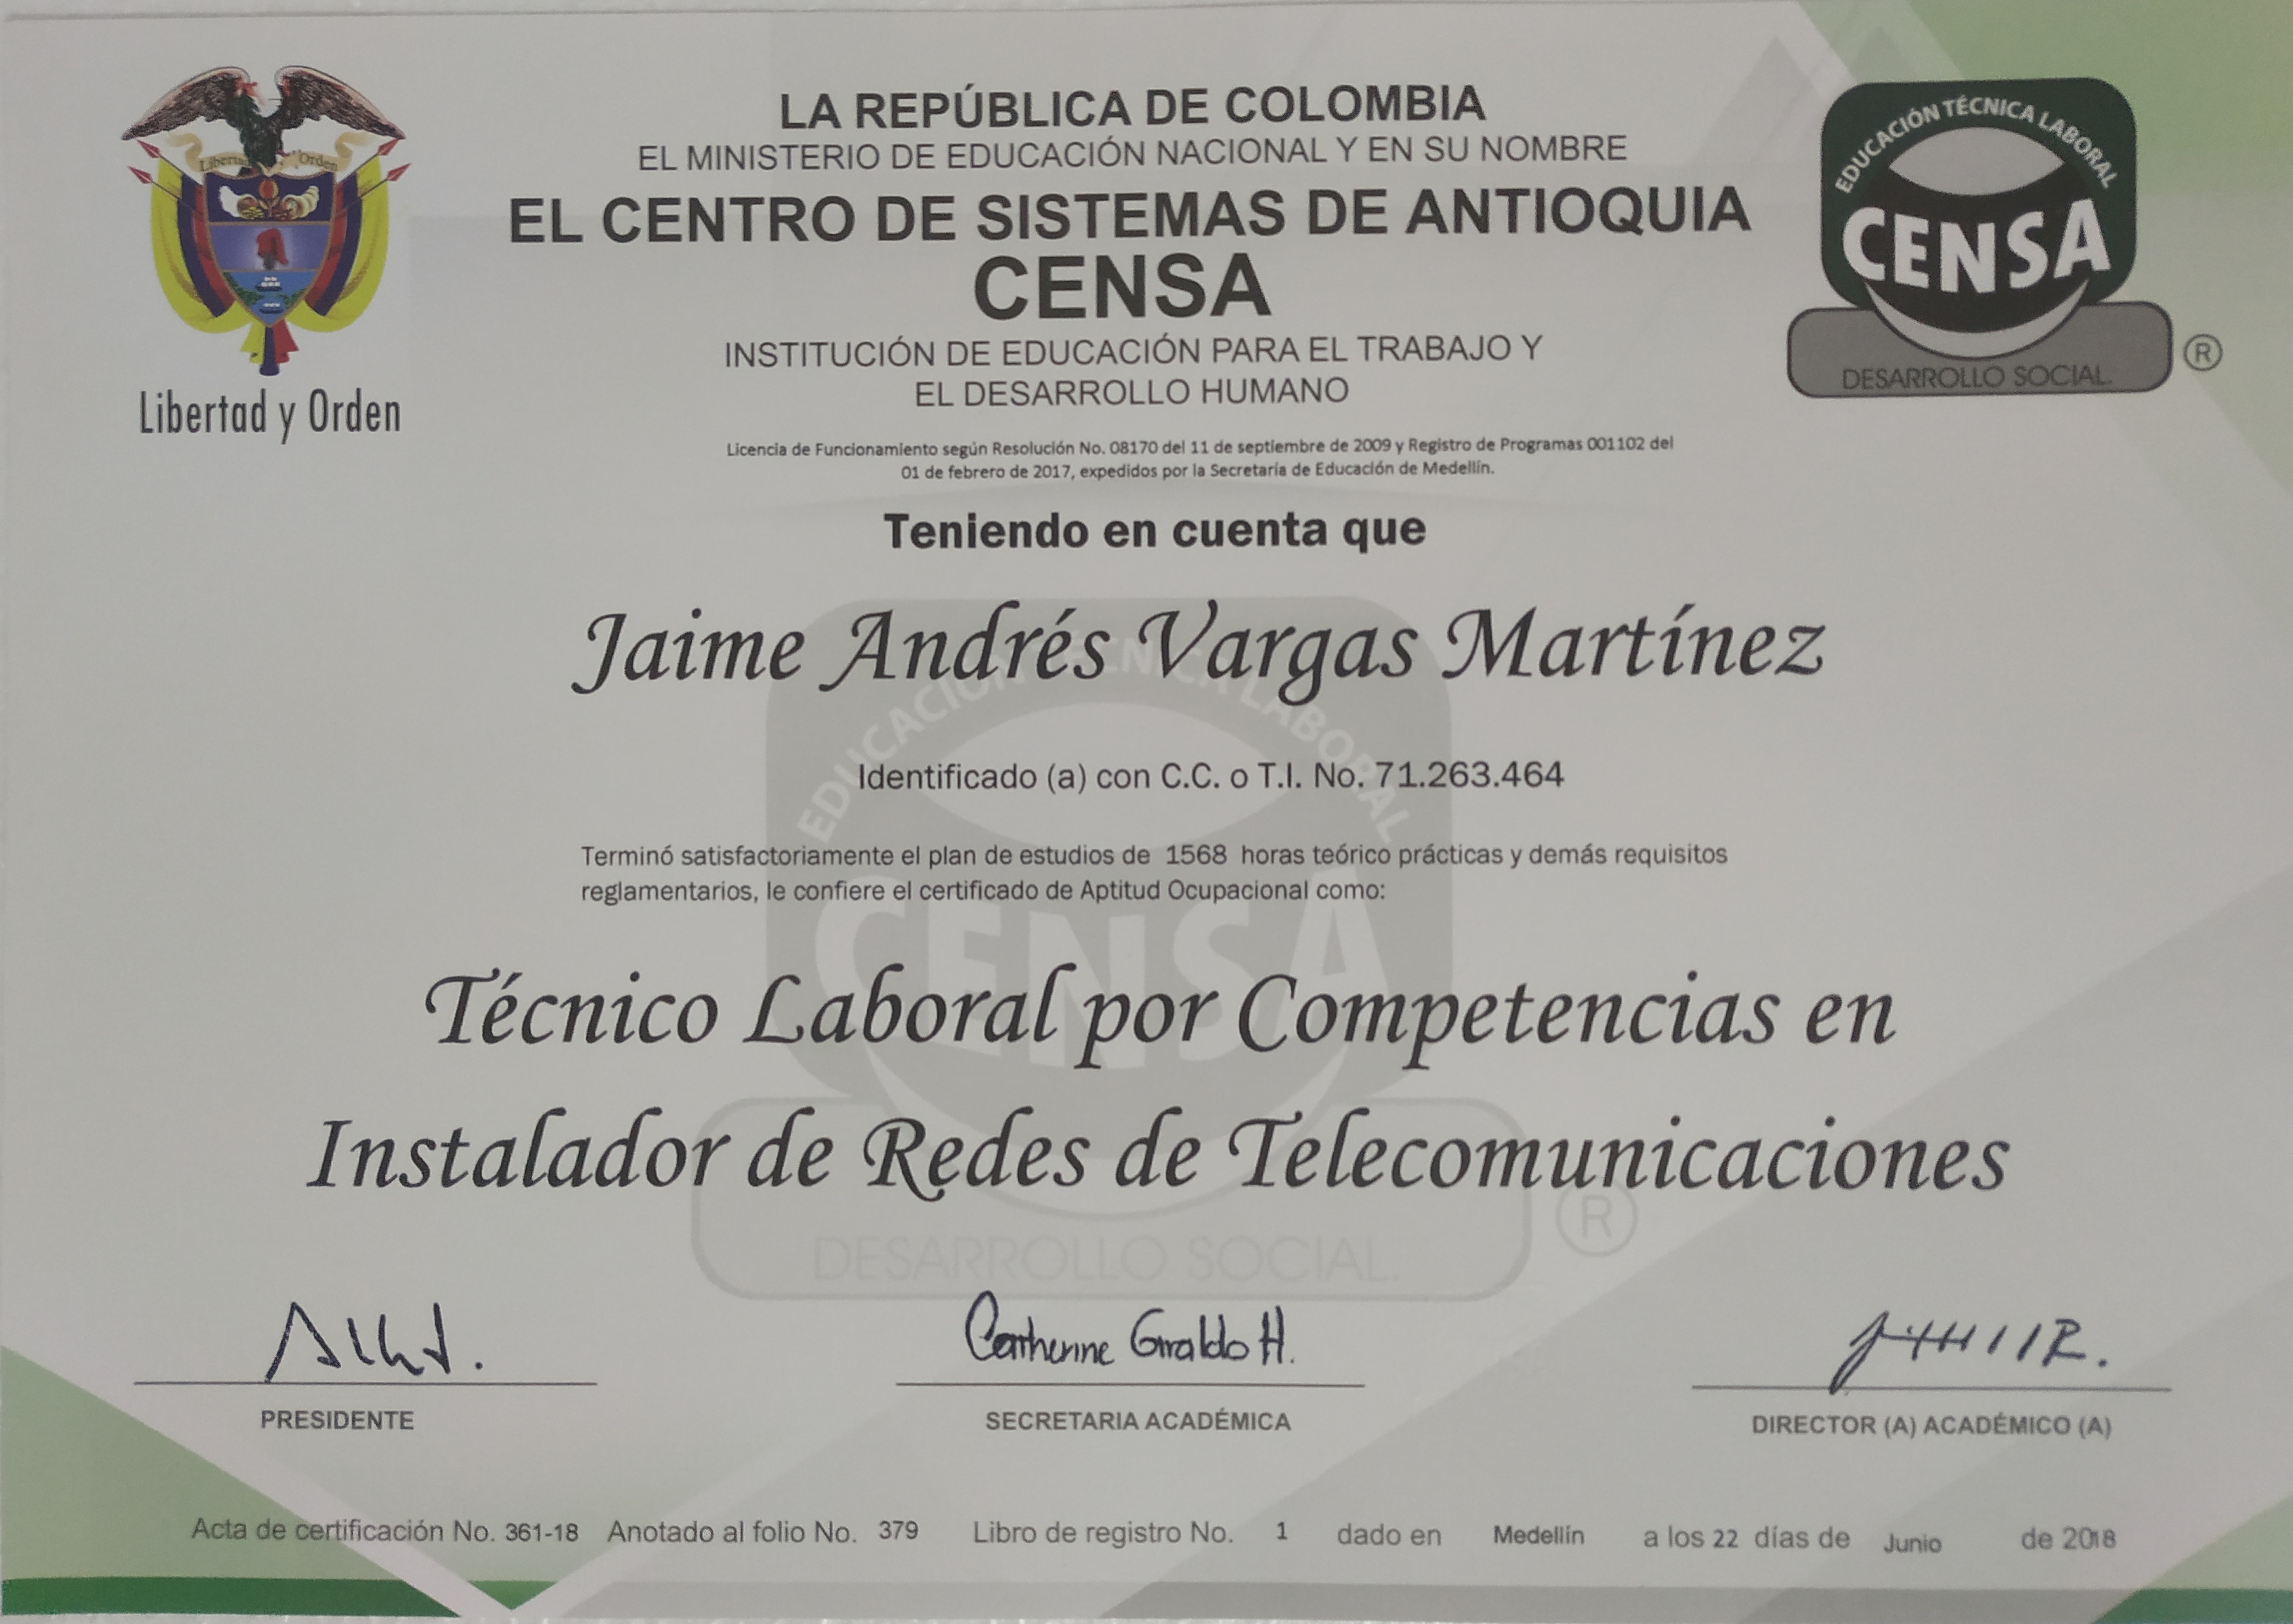 LA REPÚBLICA DE COLOMBIA
EL MINISTERIO DE EDUCACIÓN NACIONAL Y EN SU NOMBRE
EL CENTRO DE SISTEMAS DE ANTIOQUIA
CENSA
INSTITUCIÓN DE EDUCACIÓN PARA EL TRABAJO Y
EL DESARROLLO HUMANO
Libertad y Orden
Libertad y Orden
EDUCACIÓN TÉCNICA LABORAL
CENSA
DESARROLLO SOCIAL.
®
Licencia de Funcionamiento según Resolución No. 08170 del 11 de septiembre de 2009 y Registro de Programas 001102 del
01 de febrero de 2017, expedidos por la Secretaría de Educación de Medellín.
Teniendo en cuenta que
Jaime Andrés Vargas Martínez
Identificado (a) con C.C. o T.I. No. 71.263.464
Terminó satisfactoriamente el plan de estudios de 1568 horas teórico prácticas y demás requisitos
reglamentarios, le confiere el certificado de Aptitud Ocupacional como:
Técnico Laboral por Competencias en
Instalador de Redes de Telecomunicaciones
EDUCACIÓN TÉCNICA LABORAL
CENSA
DESARROLLO SOCIAL.
®
Catherine Giraldo H.
PRESIDENTE
SECRETARIA ACADÉMICA
DIRECTOR (A) ACADÉMICO (A)
Acta de certificación No. 361-18 Anotado al folio No. 379 Libro de registro No. 1 dado en Medellín a los 22 días de Junio de 2018